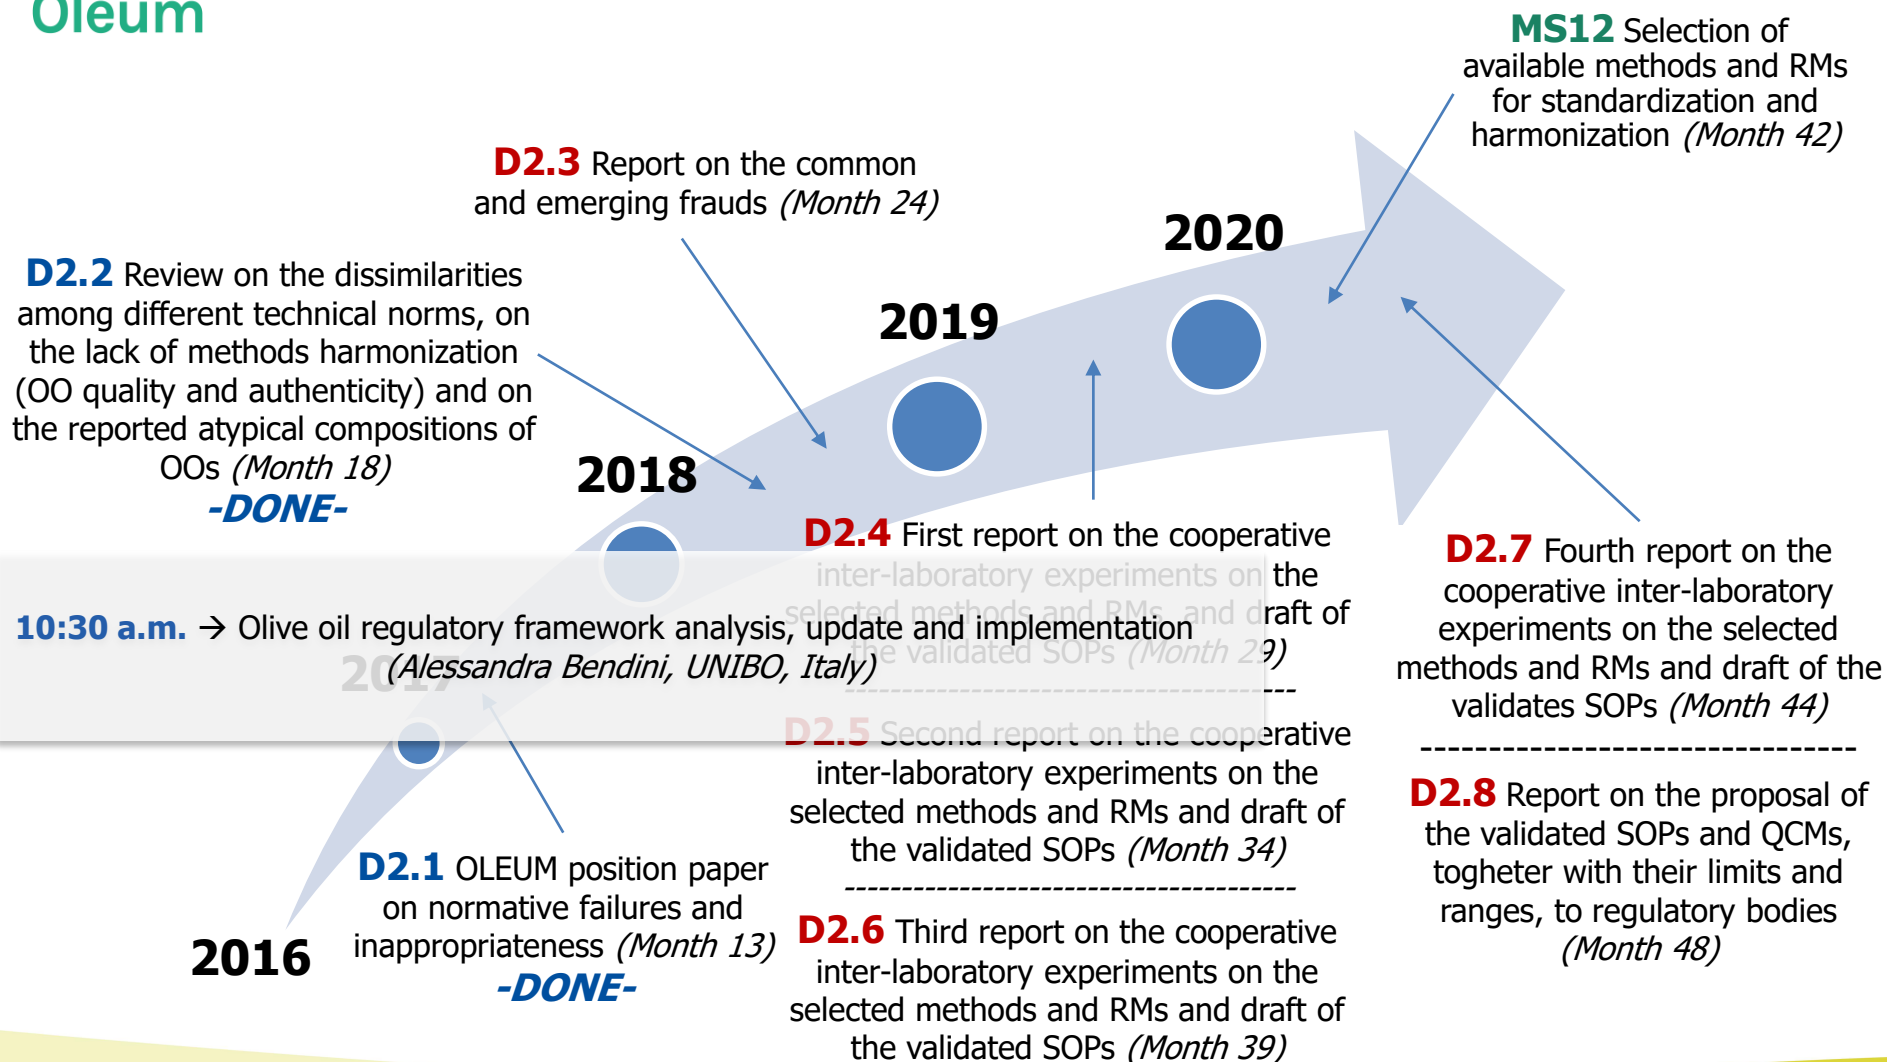 Oleum
MS12 Selection of
available methods and RMs
for standardization and
harmonization (Month 42)
D2.3 Report on the common
and emerging frauds (Month 24)
2020
D2.2 Review on the dissimilarities
among different technical norms, on
the lack of methods harmonization
(OO quality and authenticity) and on
the reported atypical compositions of
OOs (Month 18)
-DONE-
2019
2018
D2.4 First report on the cooperative
inter-laboratory experiments on the
selected methods and RMs, and draft of
the validated SOPs (Month 29)
---------------------------------------
10:30 a.m. → Olive oil regulatory framework analysis, update and implementation
(Alessandra Bendini, UNIBO, Italy)
2017
D2.5 Second report on the cooperative
inter-laboratory experiments on the
selected methods and RMs and draft of
the validated SOPs (Month 34)
---------------------------------------
D2.7 Fourth report on the
cooperative inter-laboratory
experiments on the selected
methods and RMs and draft of the
validates SOPs (Month 44)
--------------------------------
D2.8 Report on the proposal of
the validated SOPs and QCMs,
togheter with their limits and
ranges, to regulatory bodies
(Month 48)
D2.1 OLEUM position paper
on normative failures and
inappropriateness (Month 13)
-DONE-
2016
D2.6 Third report on the cooperative
inter-laboratory experiments on the
selected methods and RMs and draft of
the validated SOPs (Month 39)